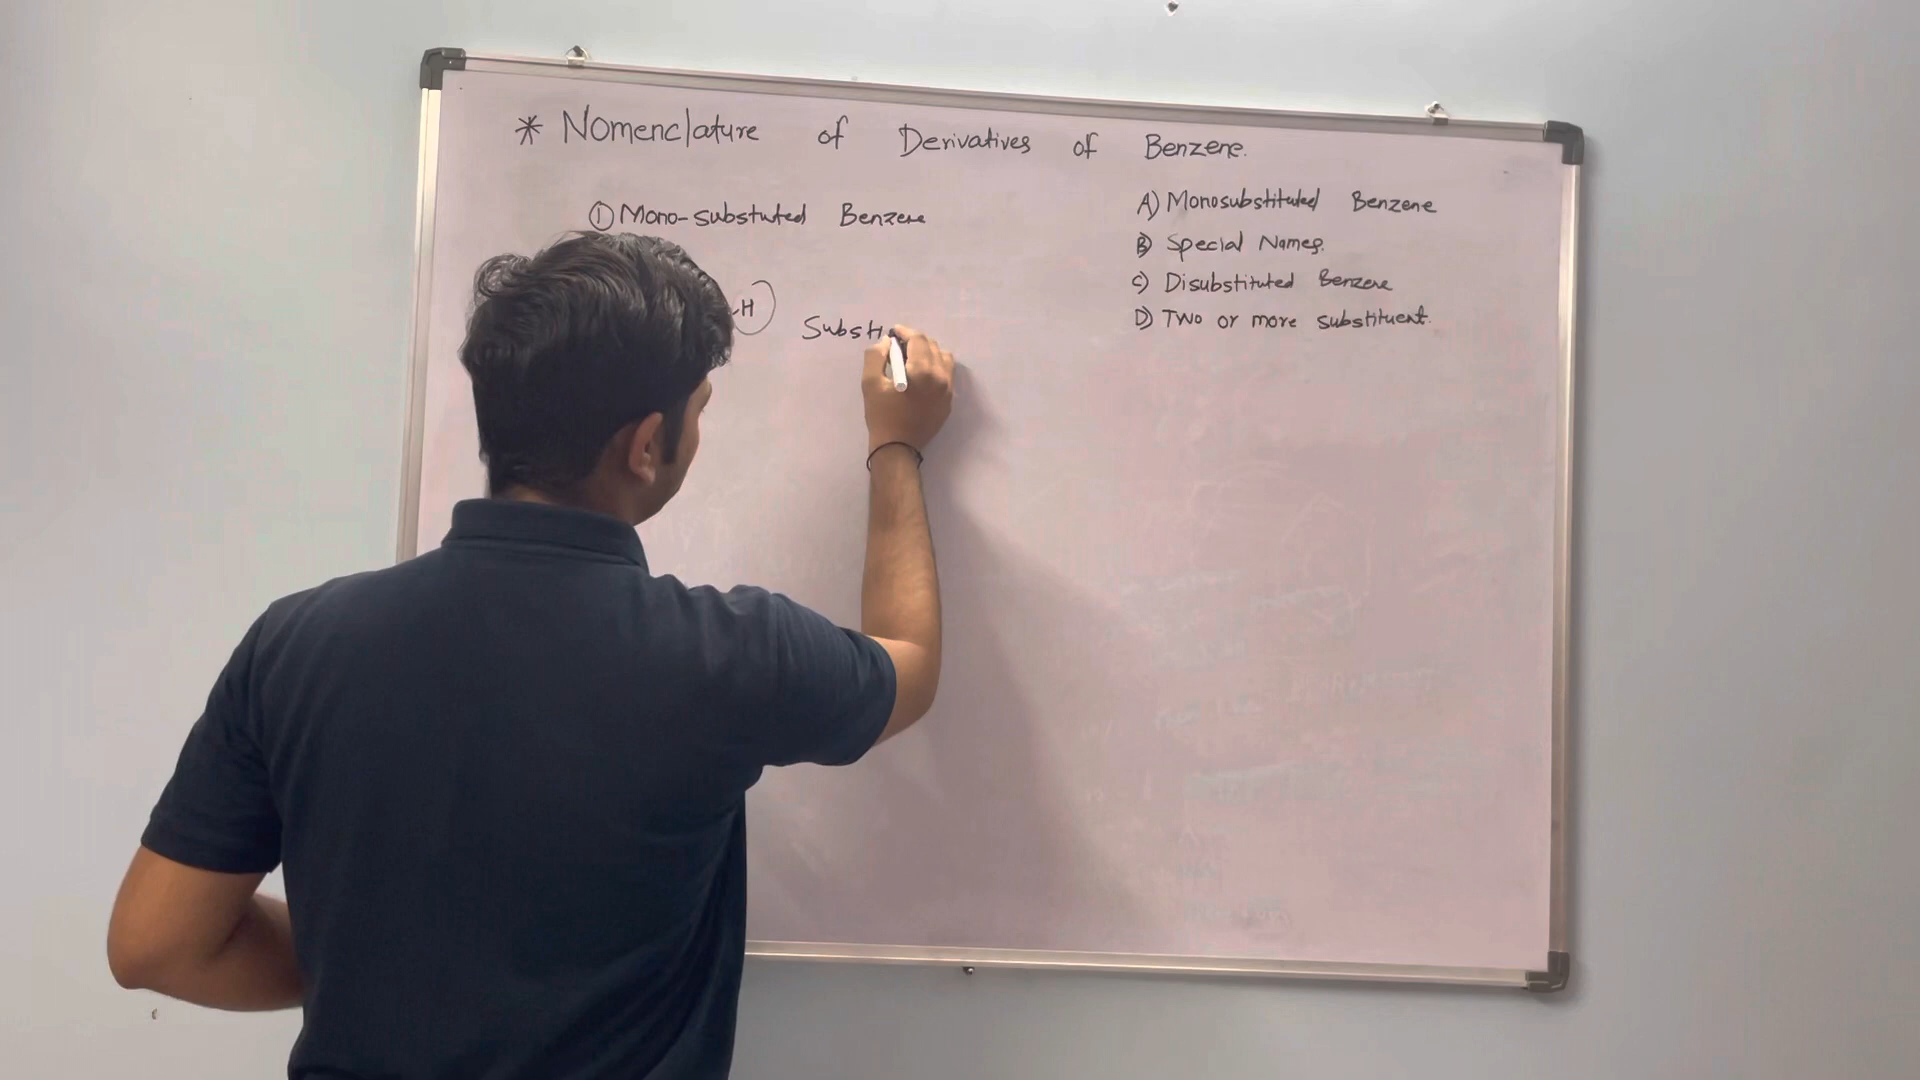 * Nomenclature of Derivatives of Benzene.
① Mono-substuted Benzene
-H
Substi
A) Monosubstituted Benzene
B) Special Names.
C) Disubstituted Benzene
D) Two or more substituent.